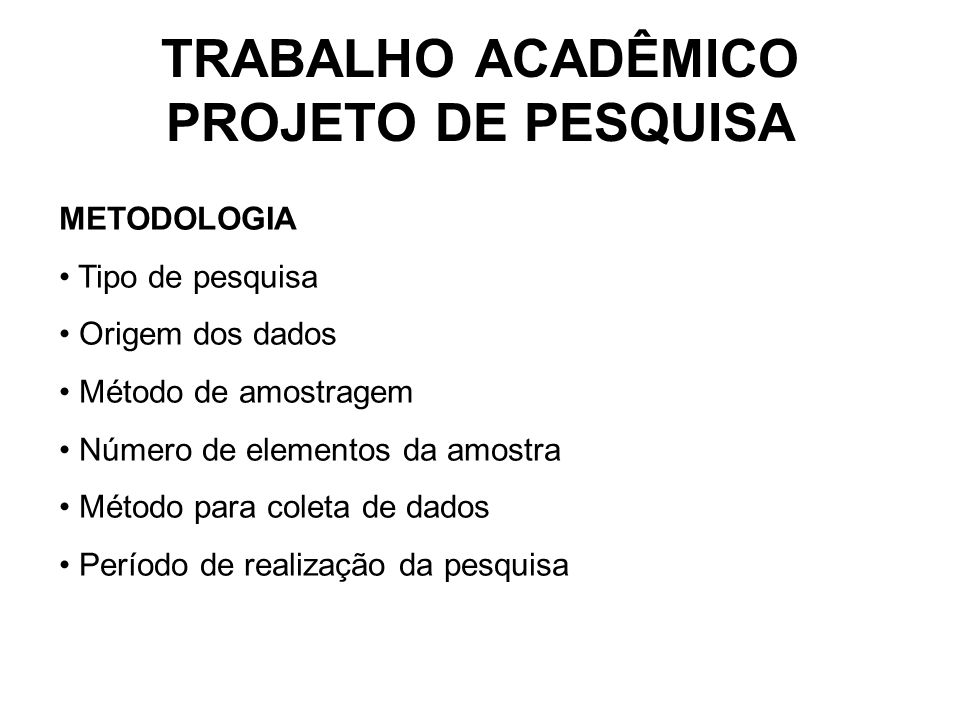 TRABALHO ACADÊMICO
PROJETO DE PESQUISA
METODOLOGIA
• Tipo de pesquisa
• Origem dos dados
• Método de amostragem
• Número de elementos da amostra
• Método para coleta de dados
• Período de realização da pesquisa